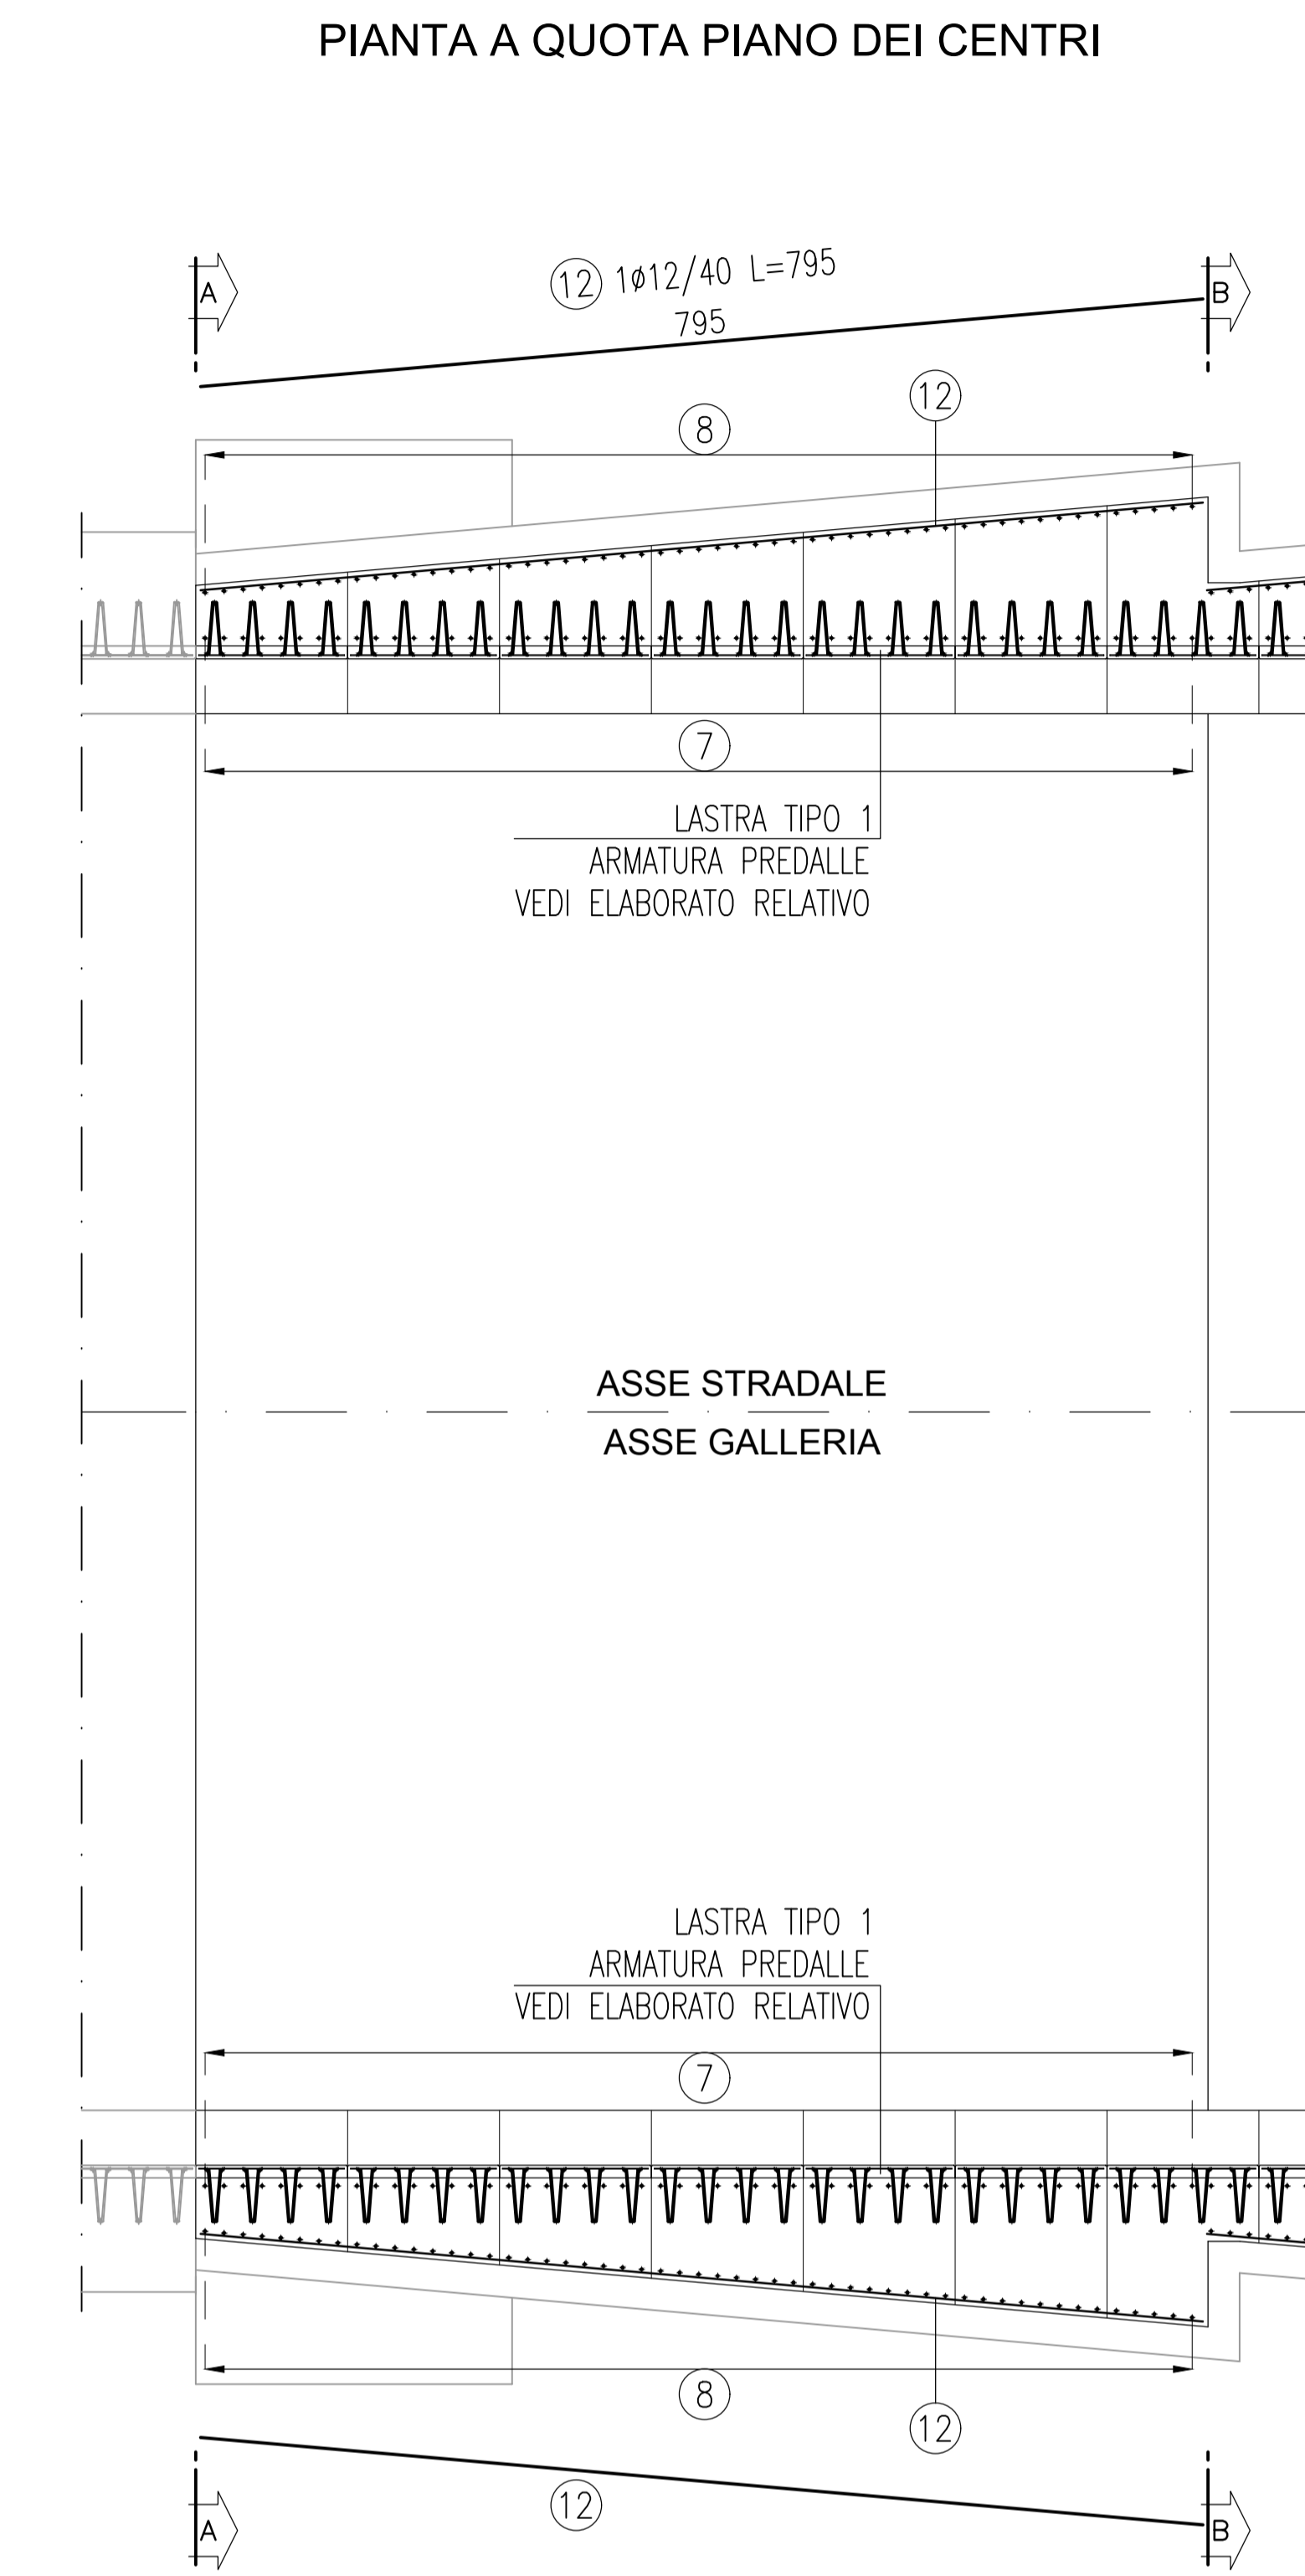 PIANTA A QUOTA PIANO DEI CENTRI
A
12 1ø12/40 L=795
795
B
12
8
7
LASTRA TIPO 1
ARMATURA PREDALLE
VEDI ELABORATO RELATIVO
ASSE STRADALE
ASSE GALLERIA
LASTRA TIPO 1
ARMATURA PREDALLE
VEDI ELABORATO RELATIVO
7
8
12
12
A
B